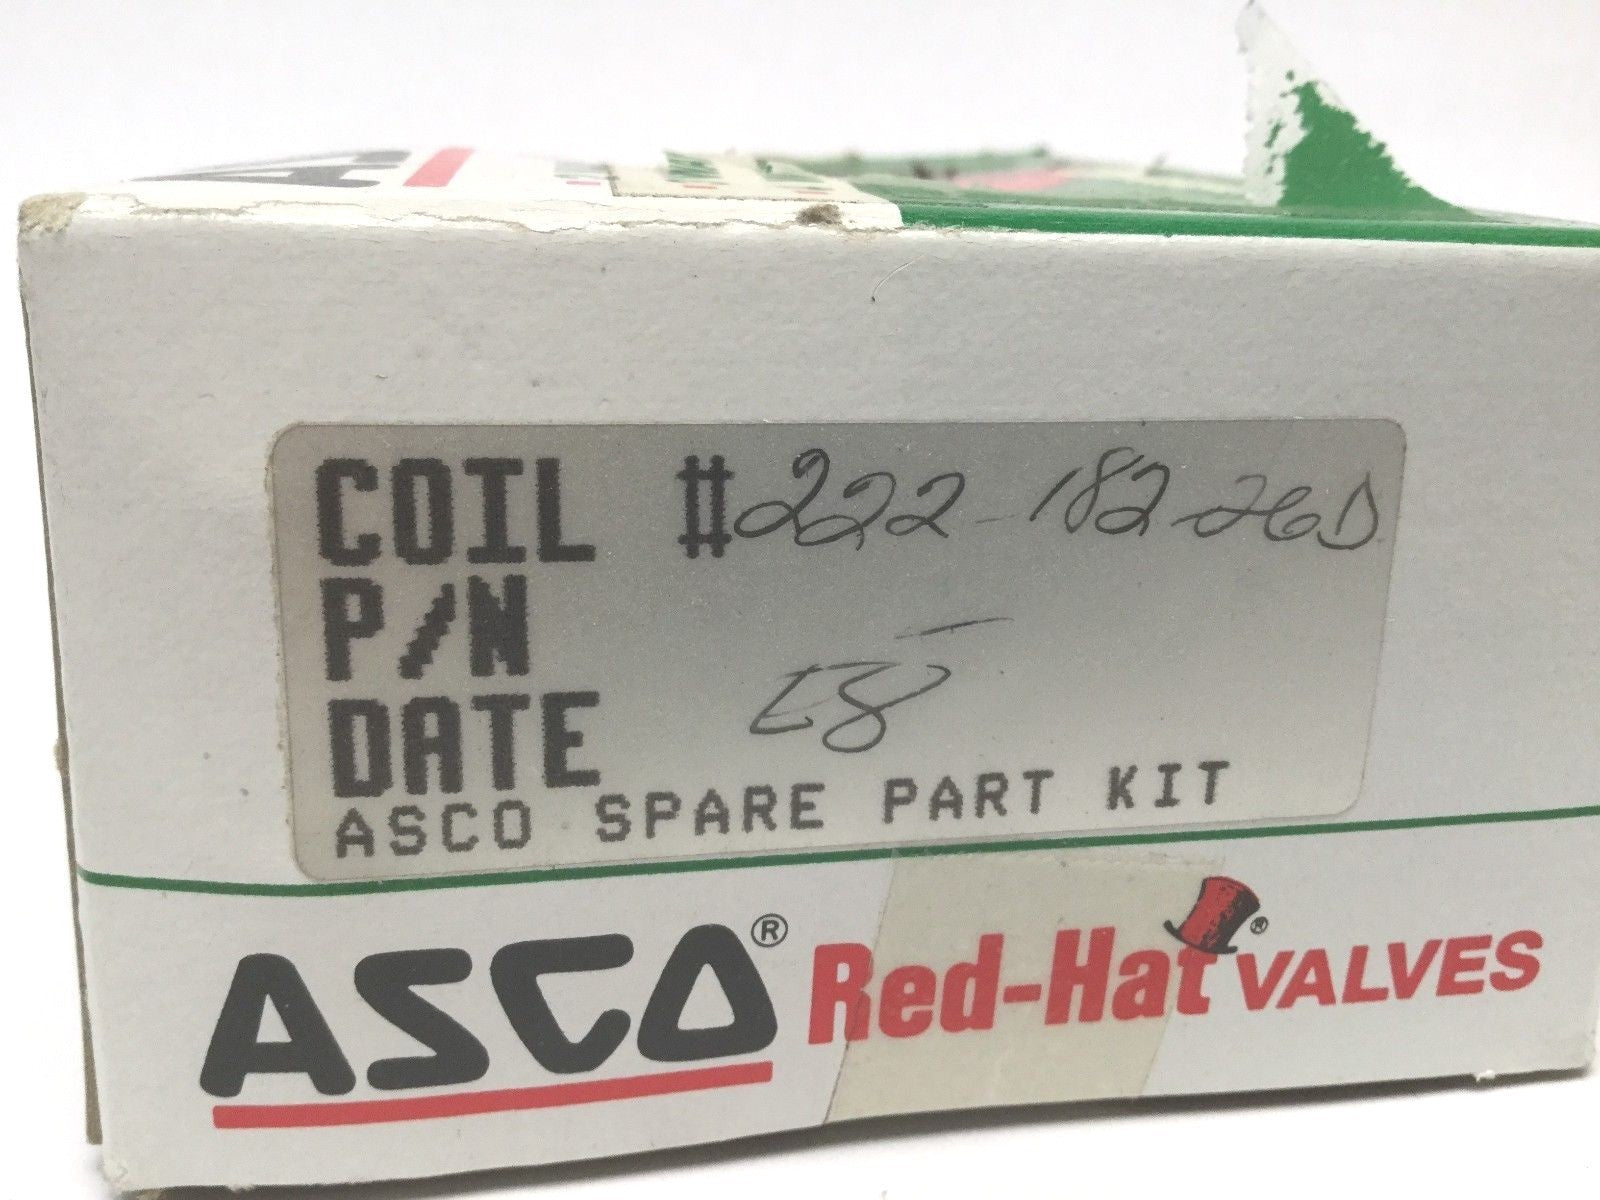 COIL #222-182-26D
P/N
DATE E8
ASCO SPARE PART KIT
ASCO® Red-Hat® VALVES